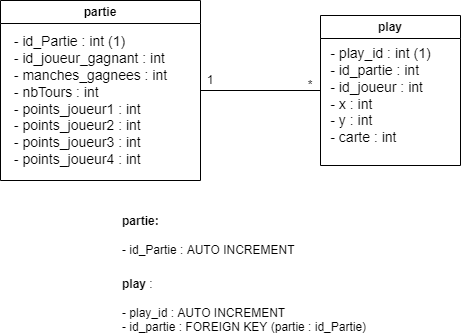 partie
- id_Partie : int (1)
- id_joueur_gagnant : int
- manches_gagnees : int
- nbTours : int
- points_joueur1 : int
- points_joueur2 : int
- points_joueur3 : int
- points_joueur4 : int
1
*
play
- play_id : int (1)
- id_partie : int
- id_joueur : int
- x : int
- y : int
- carte : int
partie:
- id_Partie : AUTO INCREMENT
play :
- play_id : AUTO INCREMENT
- id_partie : FOREIGN KEY (partie : id_Partie)